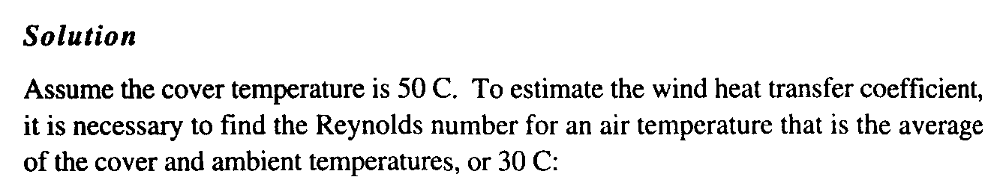 Solution
Assume the cover temperature is 50 C. To estimate the wind heat transfer coefficient,
it is necessary to find the Reynolds number for an air temperature that is the average
of the cover and ambient temperatures, or 30 C: